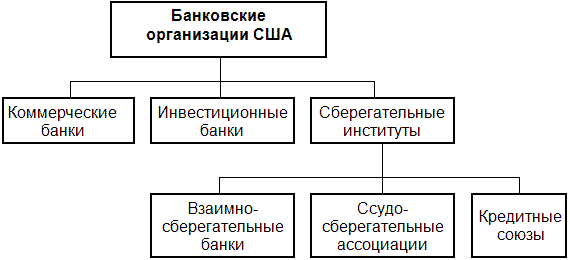 Банковские
организации США
Коммерческие
банки
Инвестиционные
банки
Сберегательные
институты
Взаимно-
сберегательные
банки
Ссудо-
сберегательные
ассоциации
Кредитные
союзы